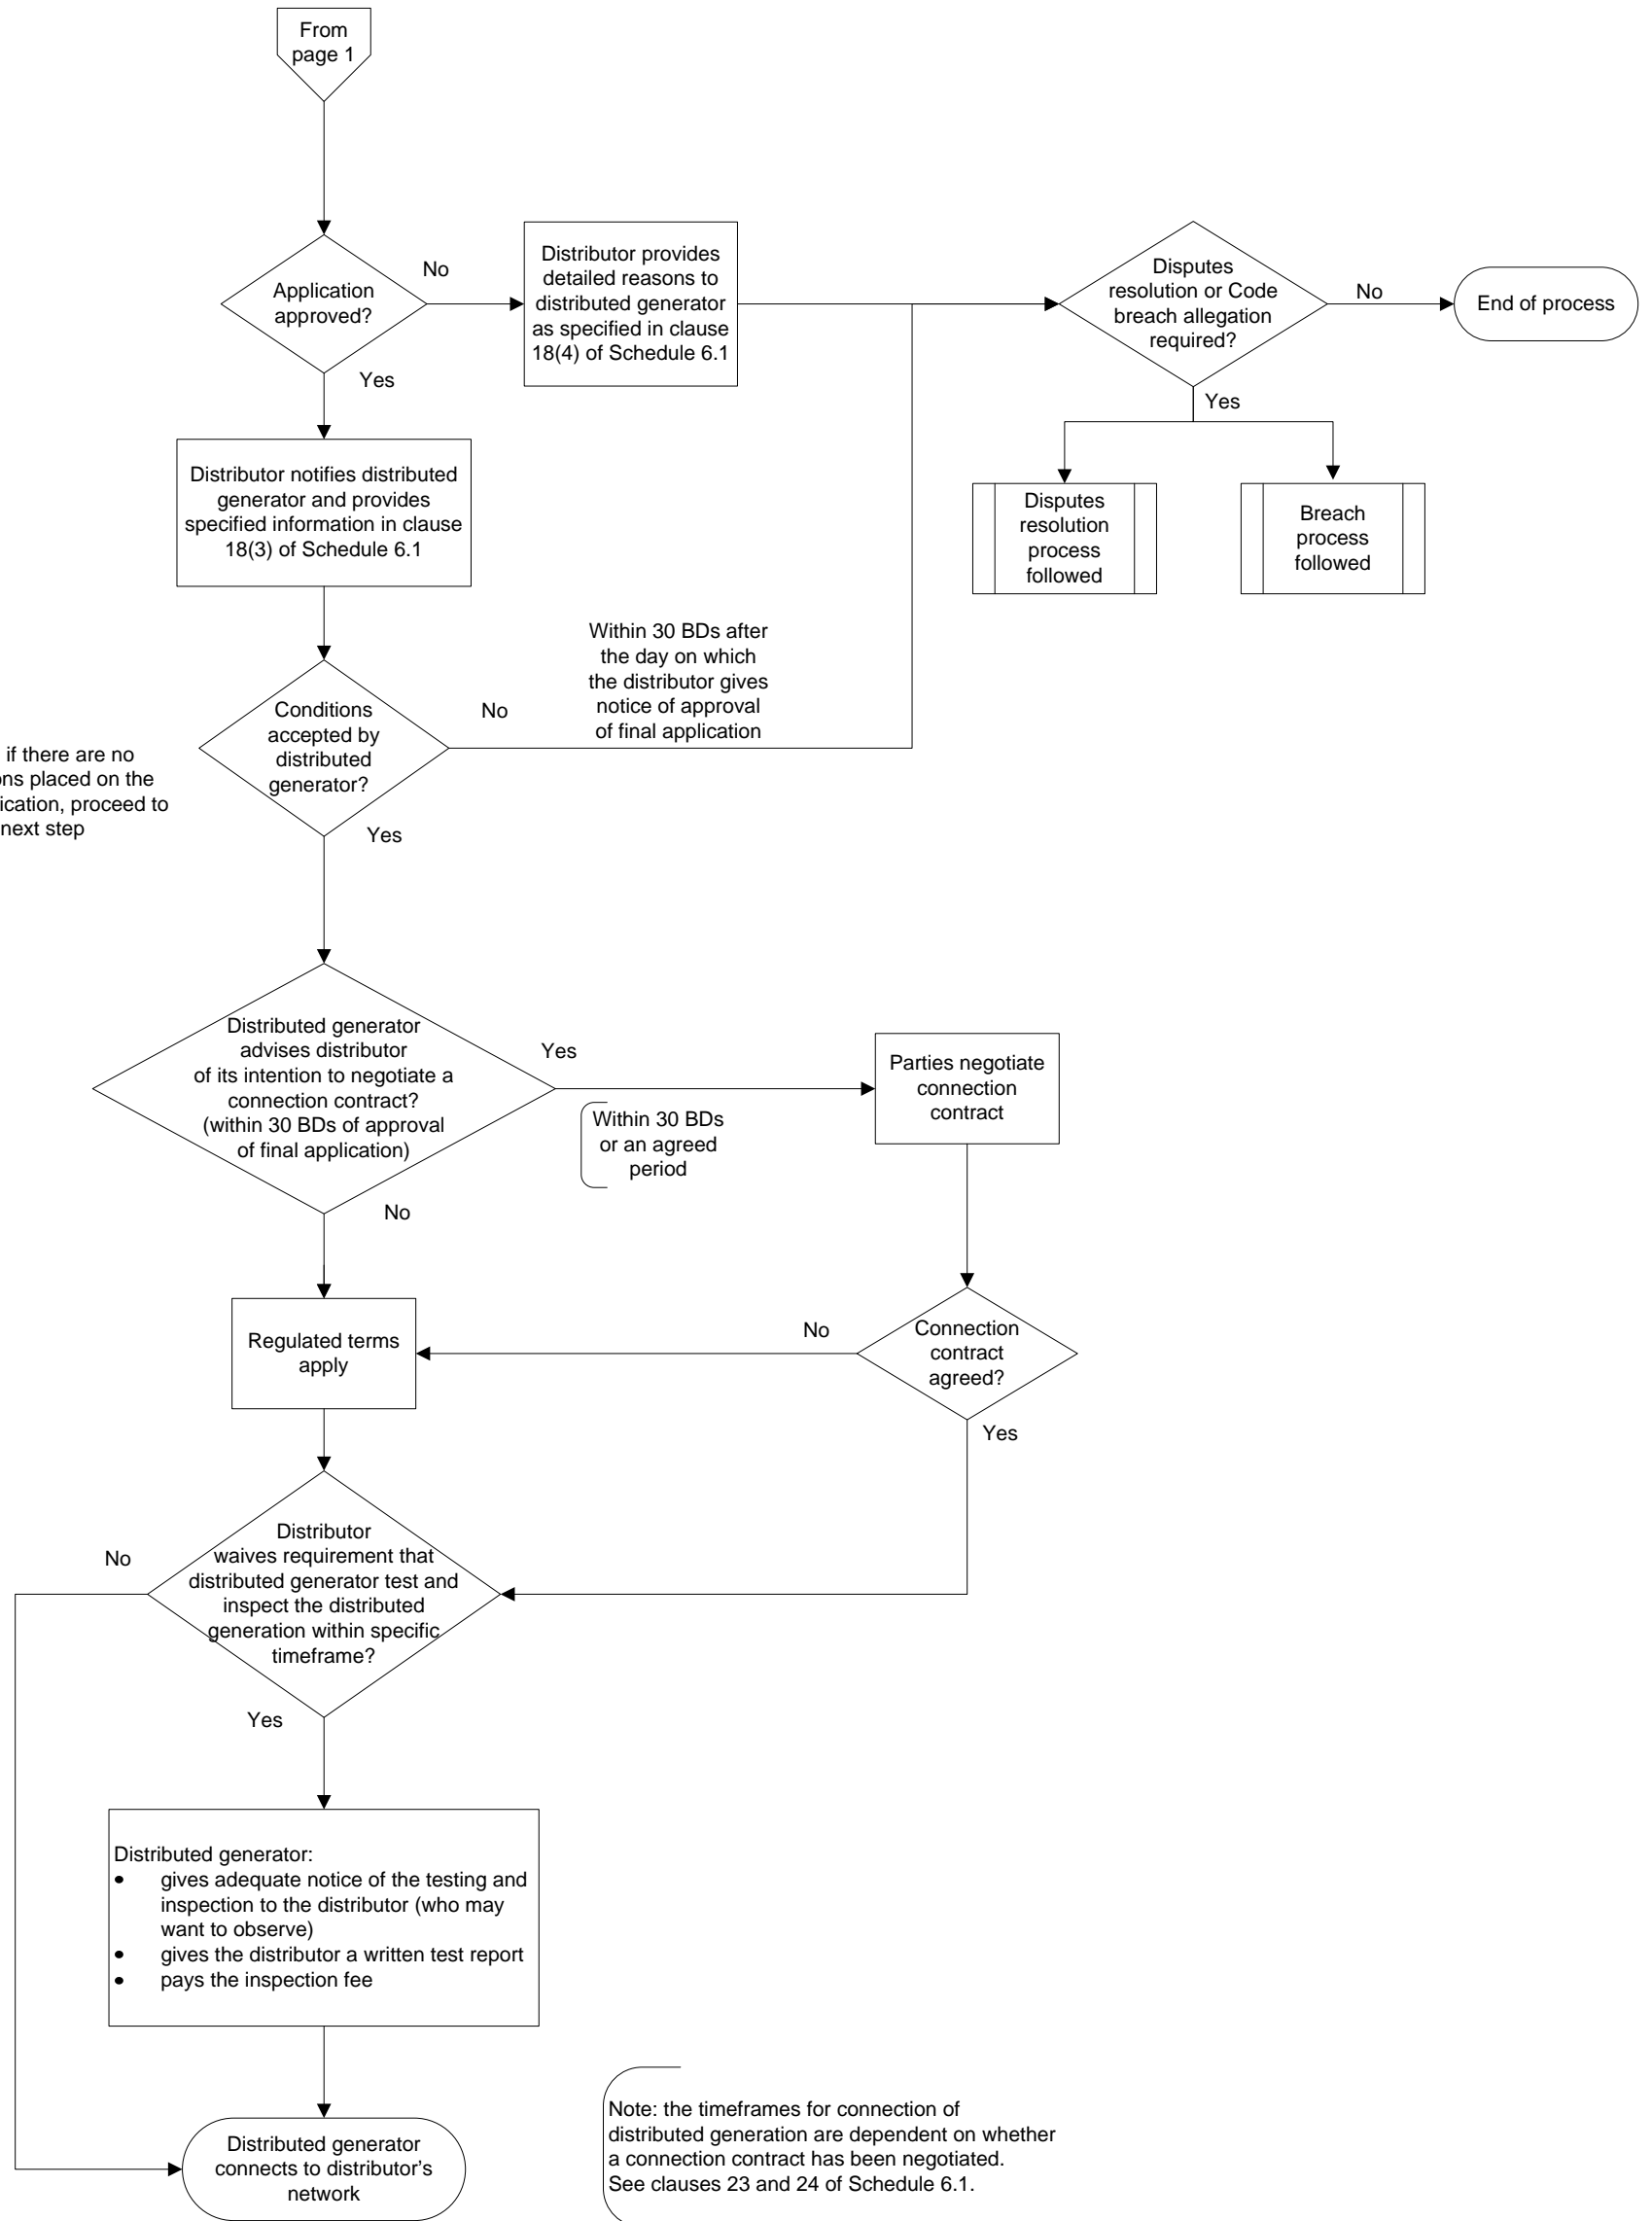 From
page 1
Application
approved?
No
Yes
Distributor provides
detailed reasons to
distributed generator
as specified in clause
18(4) of Schedule 6.1
Disputes
resolution or Code
breach allegation
required?
No
End of process
Yes
Disputes
resolution
process
followed
Breach
process
followed
Distributor notifies distributed
generator and provides
specified information in clause
18(3) of Schedule 6.1
Conditions
accepted by
distributed
generator?
No
Within 30 BDs after
the day on which
the distributor gives
notice of approval
of final application
if there are no
placed on the
proceed to
next step
Yes
Distributed generator
advises distributor
of its intention to negotiate a
connection contract?
(within 30 BDs of approval
of final application)
Yes
Within 30 BDs
or an agreed
period
Parties negotiate
connection
contract
No
Regulated terms
apply
No
Connection
contract
agreed?
Yes
Distributor
waives requirement that
distributed generator test and
inspect the distributed
generation within specific
timeframe?
No
Yes
Distributed generator:
• gives adequate notice of the testing and
inspection to the distributor (who may
want to observe)
• gives the distributor a written test report
• pays the inspection fee
Distributed generator
connects to distributor's
network
Note: the timeframes for connection of
distributed generation are dependent on whether
a connection contract has been negotiated.
See clauses 23 and 24 of Schedule 6.1.